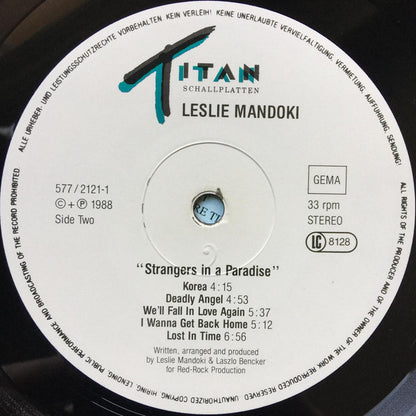 TITAN
SCHALLPLATTEN
LESLIE MANDOKI
577 / 2121-1
© + ℗ 1988
Side Two
GEMA
33 rpm
STEREO
LC 8128
"Strangers in a Paradise"
Korea 4:15
Deadly Angel 4:53
We'll Fall In Love Again 5:37
I Wanna Get Back Home 5:12
Lost In Time 6:56
Written, arranged and produced
by Leslie Mandoki & Laszlo Bencker
for Red-Rock Production
ALLE URHEBER- UND LEISTUNGSSCHUTZRECHTE VORBEHALTEN. KEIN VERLEIH! KEINE UNERLAUBTE VERVIELFÄLTIGUNG, VERMIETUNG, AUFFÜHRUNG, SENDUNG!
ALL RIGHTS OF THE PRODUCER AND OF THE OWNER OF THE WORK REPRODUCED RESERVED. UNAUTHORIZED COPYING, HIRING, LENDING, PUBLIC PERFORMANCE AND BROADCASTING OF THE RECORD PROHIBITED